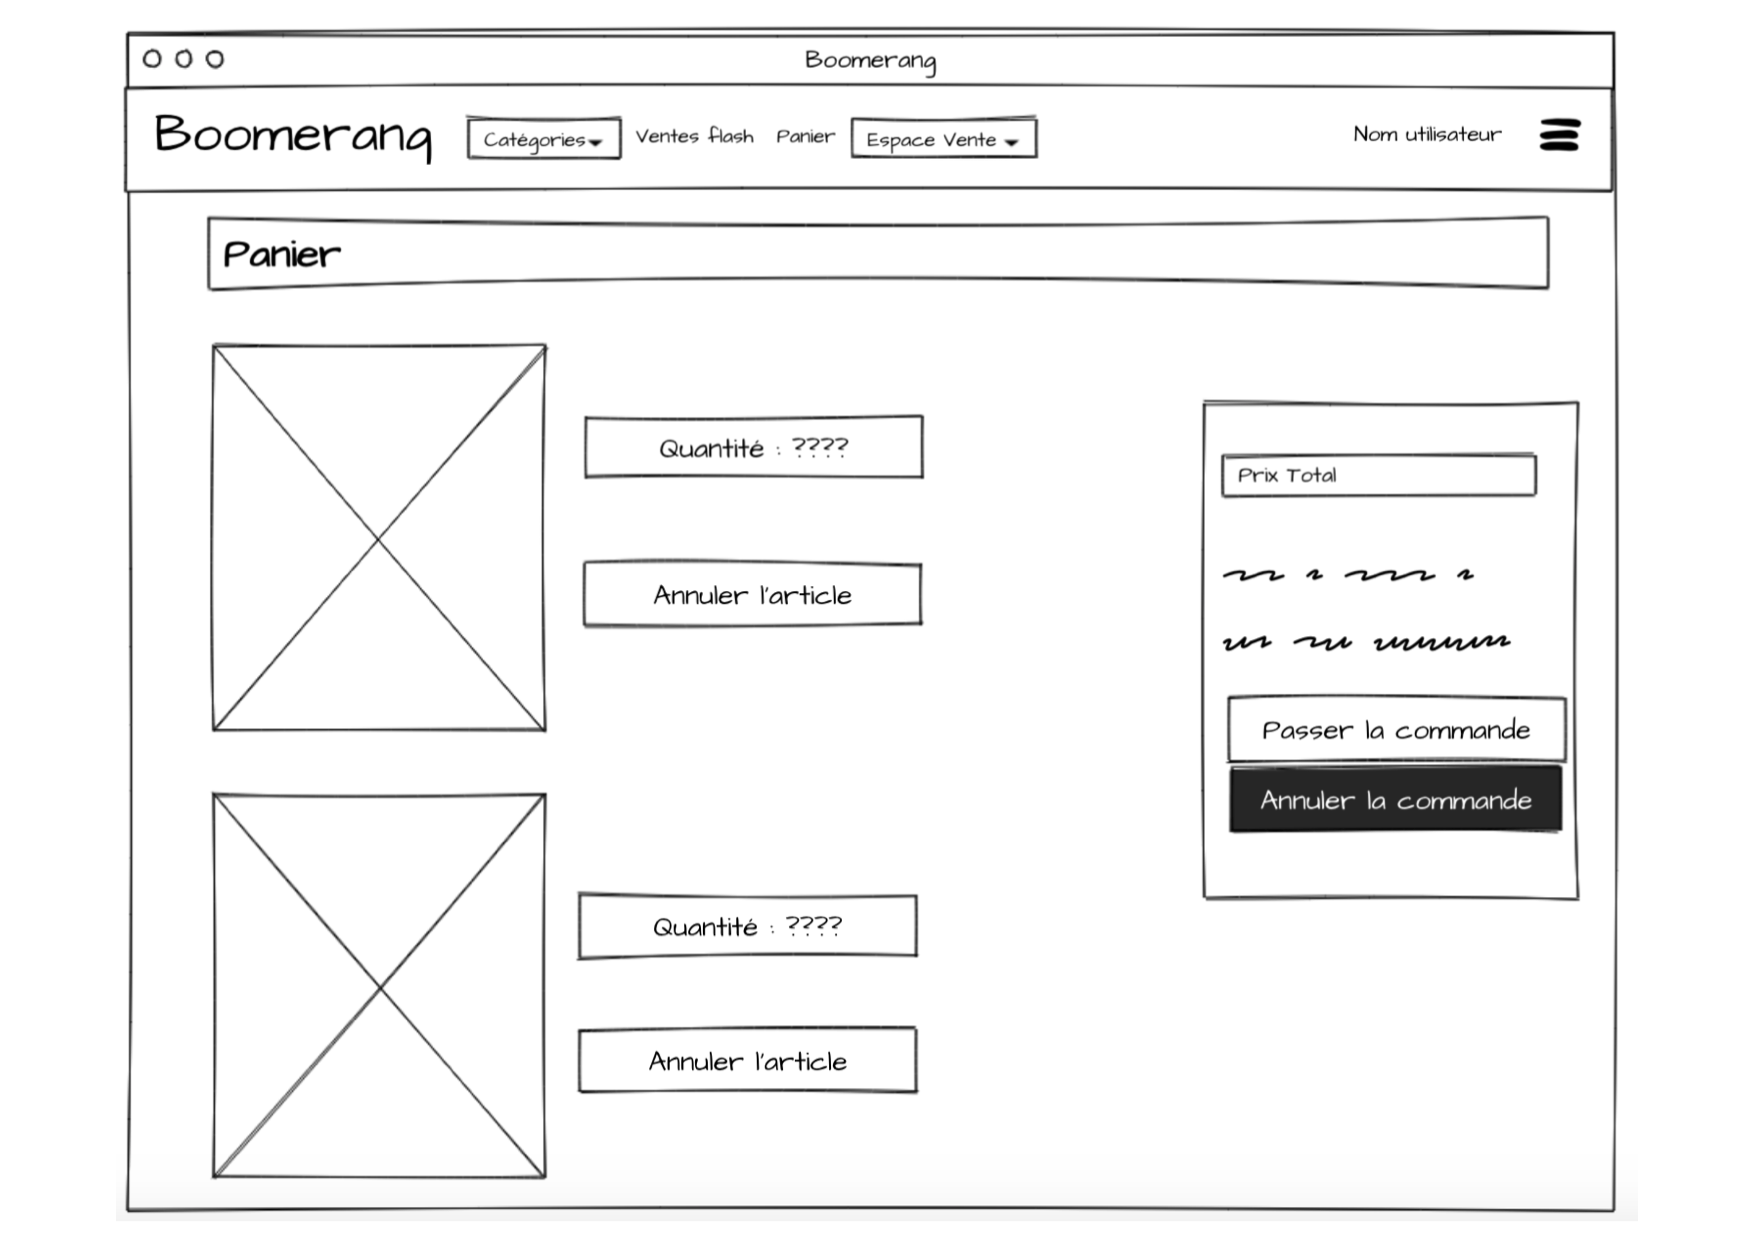 Boomerang
Boomerang Catégories Ventes flash Panier Espace Vente Nom utilisateur
Panier
Quantité : ????
Annuler l'article
Prix Total
Passer la commande
Annuler la commande
Quantité : ????
Annuler l'article